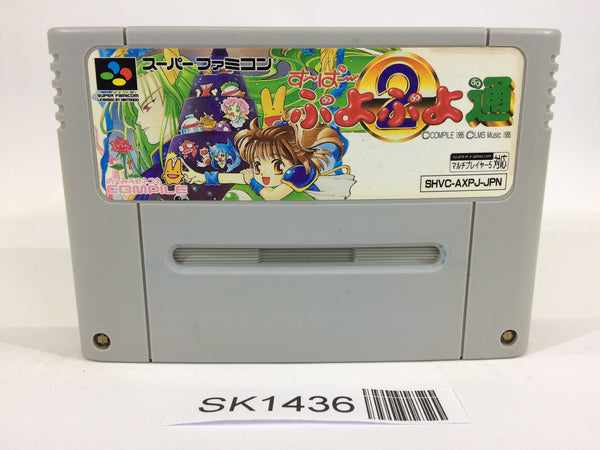 スーパーファミコン
SUPER FAMICOM
LICENSED BY NINTENDO
す〜ぱ〜
ぷよぷよ2通
©COMPILE 1995 ©LMS Music 1995
SUPER FAMICOM
マルチプレイヤー5対応
SHVC-AXPJ-JPN
COMPILE
SK1436